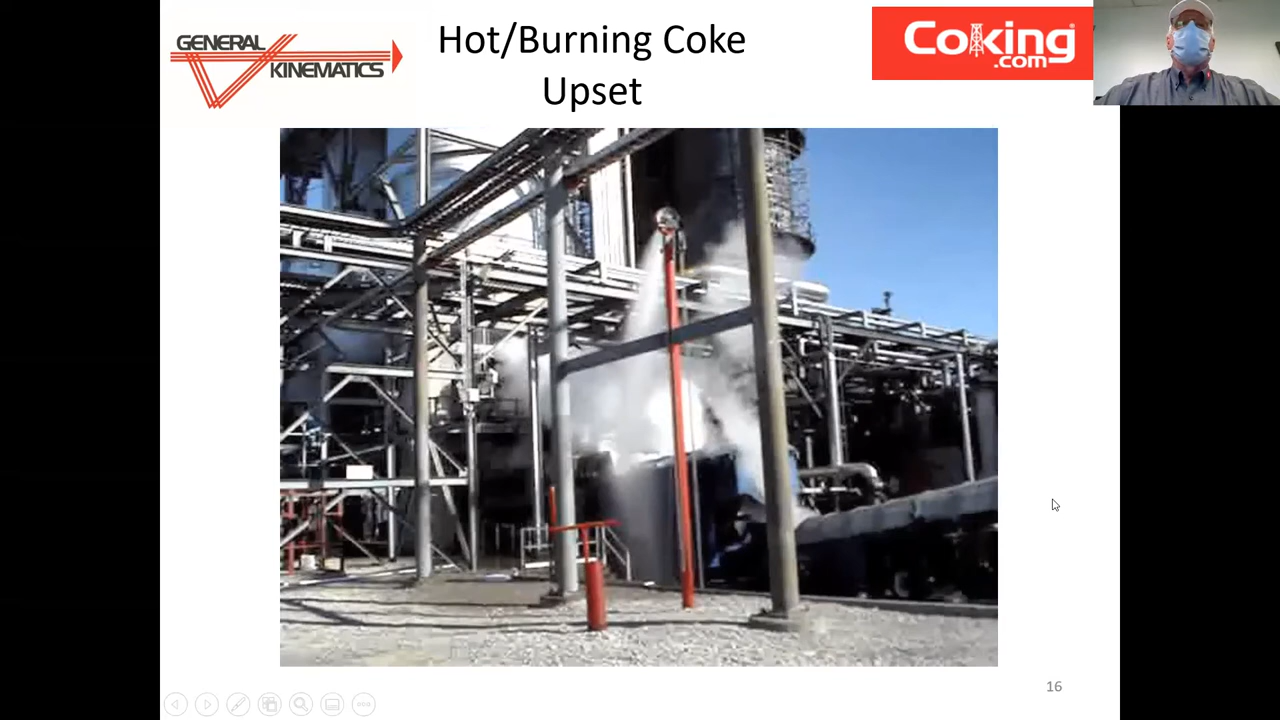 GENERAL
KINEMATICS
Hot/Burning Coke
Upset
Coking
.com
16